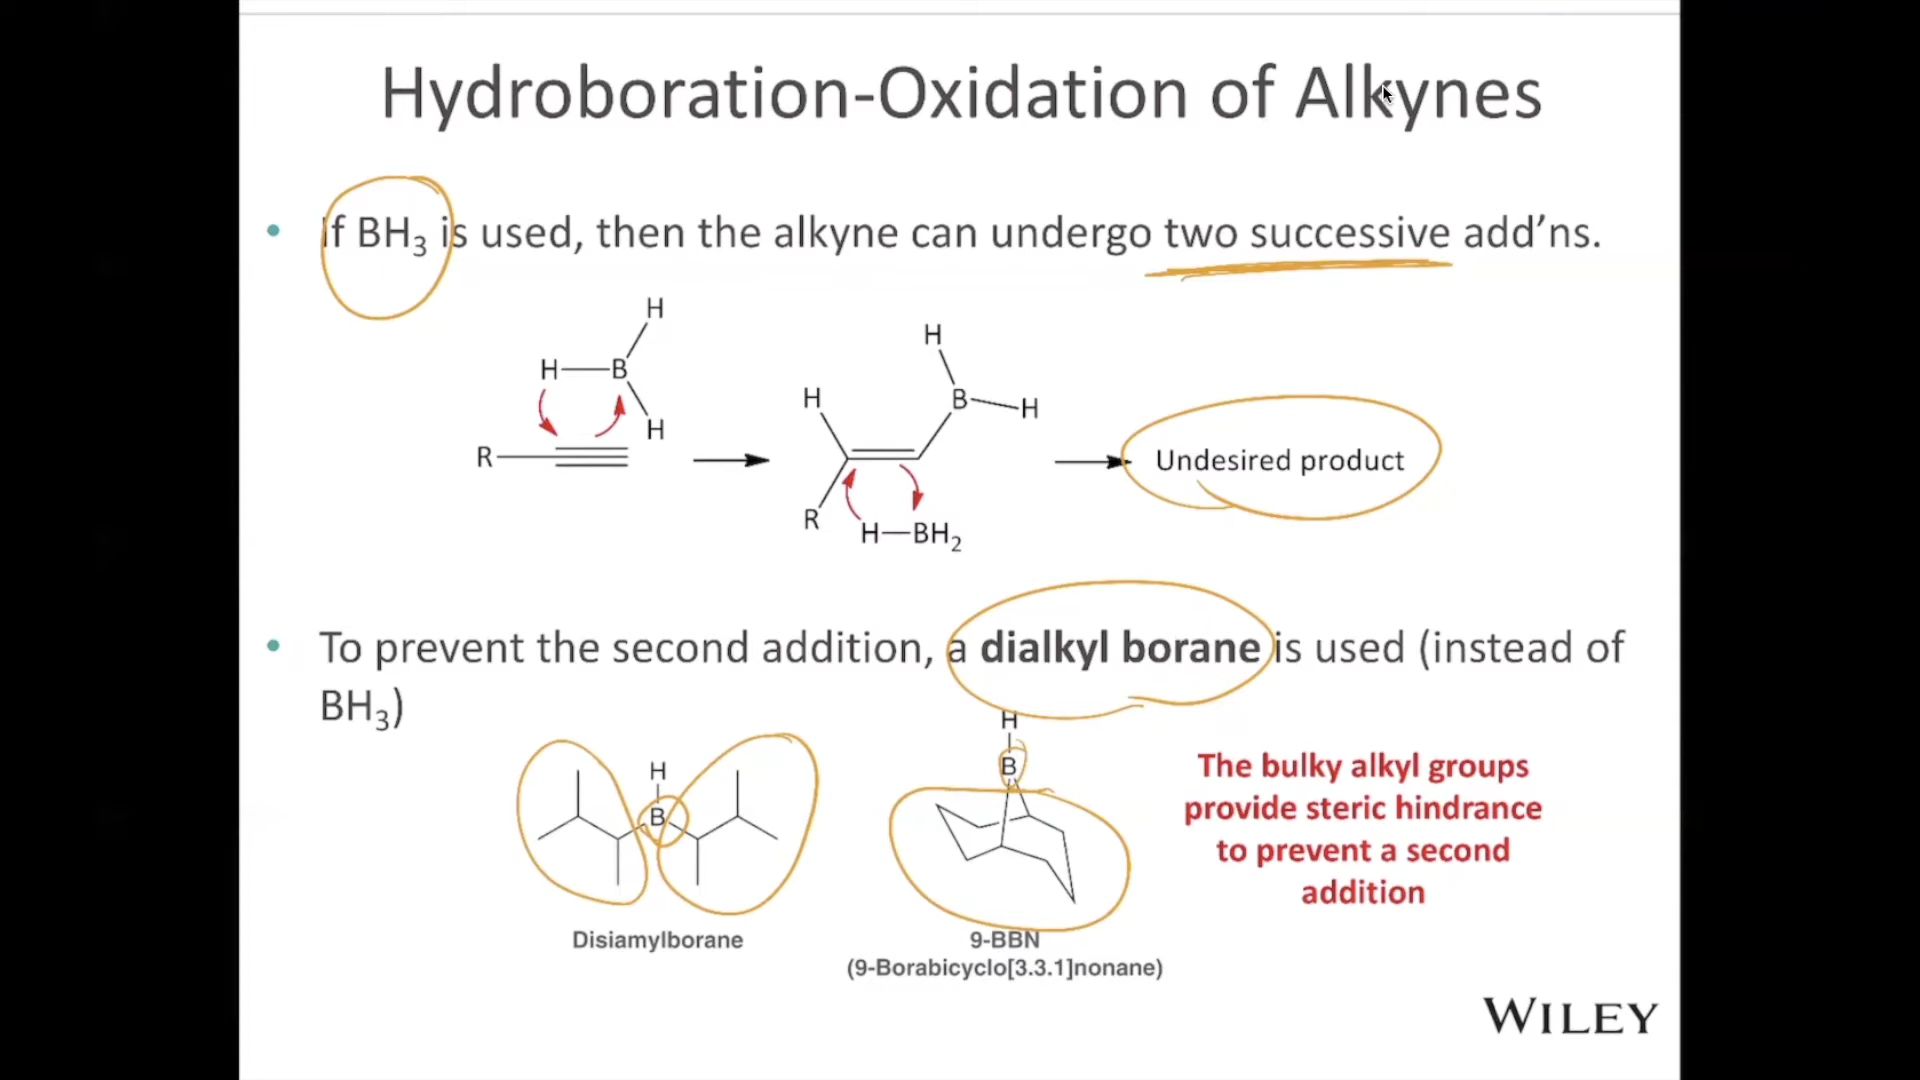 Hydroboration-Oxidation of Alkynes
• If BH₃ is used, then the alkyne can undergo two successive add’ns.
H
H B
H
R
H
H
B H
R
H BH₂
Undesired product
• To prevent the second addition, a dialkyl borane is used (instead of
BH₃)
H
B
Disiamylborane
H
B
9-BBN
(9-Borabicyclo[3.3.1]nonane)
The bulky alkyl groups
provide steric hindrance
to prevent a second
addition
WILEY